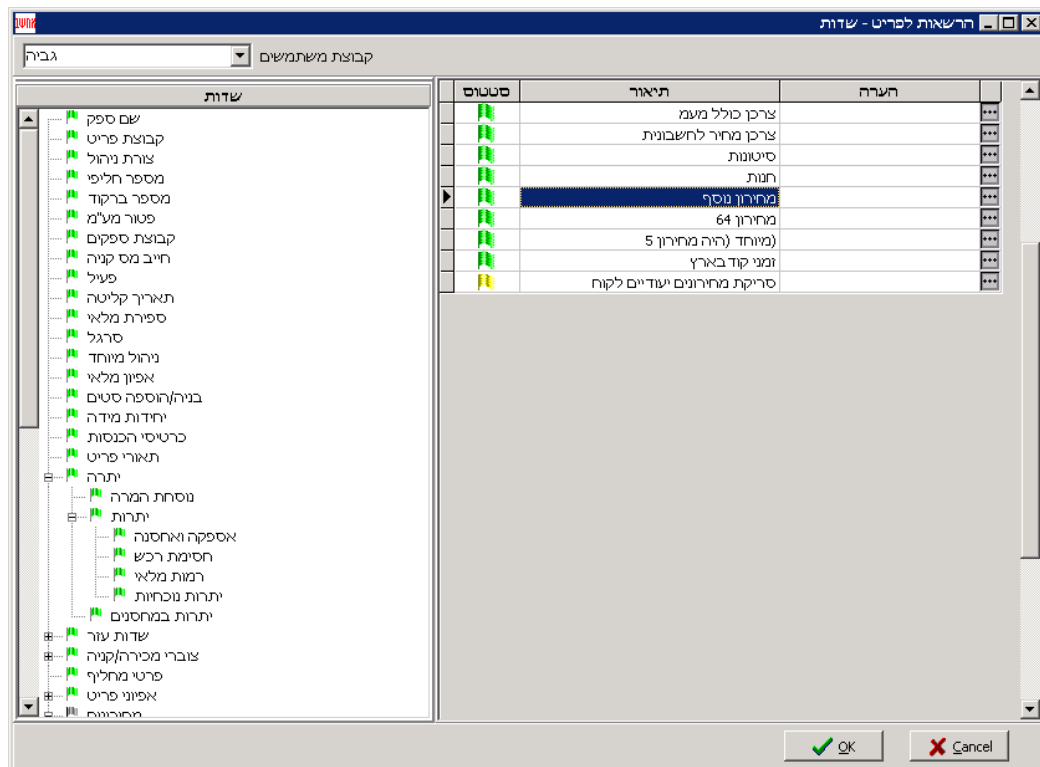 הרשאות לפריט - שדות
קבוצת משתמשים
גביה
שדות
שם ספק
קבוצת פריט
צורת ניהול
מספר חליפי
מספר ברקוד
פטור מע"מ
קבוצת ספקים
חייב מס קניה
פעיל
תאריך קליטה
ספירת מלאי
סרגל
ניהול מיוחד
אפיון מלאי
בניה/הוספה סטים
יחידות מידה
כרטיסי הכנסות
תאורי פריט
יתרה
נוסחת המרה
יתרות
אספקה ואחסנה
חסימת רכש
רמות מלאי
יתרות נוכחיות
יתרות במחסנים
שדות עזר
צוברי מכירה/קניה
פרטי מחליף
אפיוני פריט
מחירונים
סטטוס תיאור הערה
צרכן כולל מעמ
צרכן מחיר לחשבונית
סיטונות
חנות
מחירון נוסף
מחירון 64
(מיוחד (היה מחירון 5
זמני קוד בארץ
סריקת מחירונים יעודיים לקוח
OK
Cancel